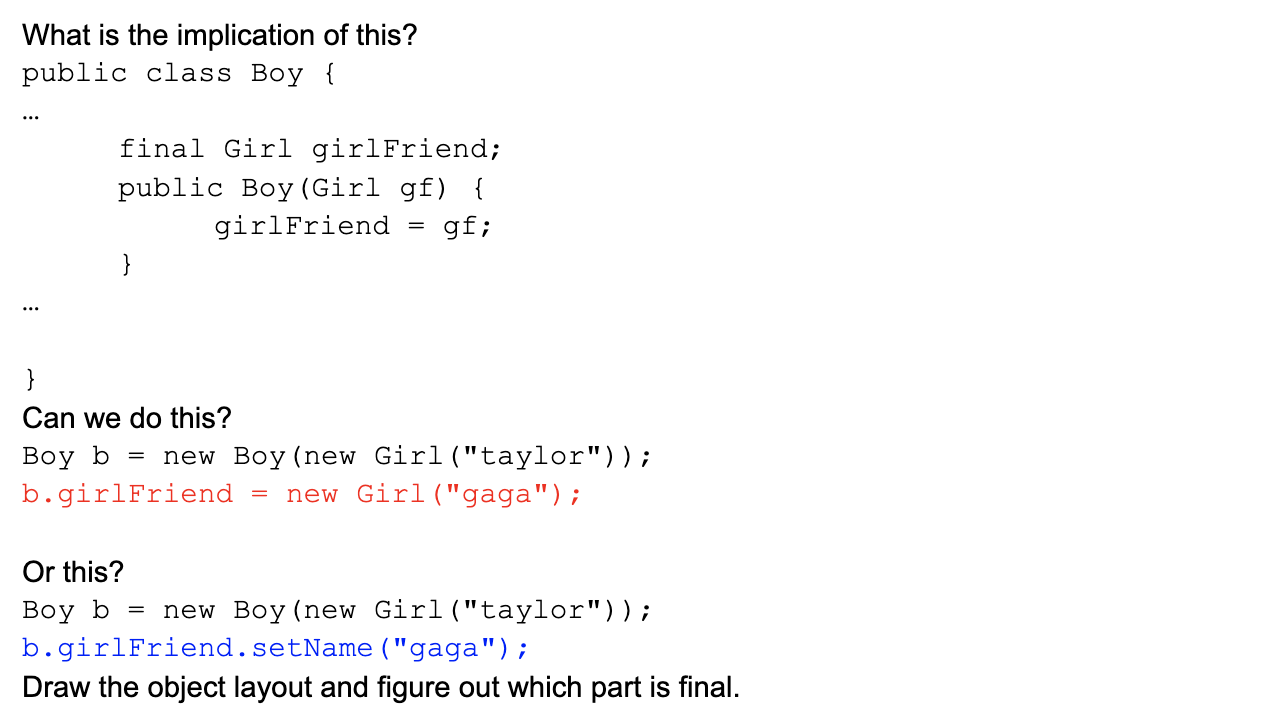 What is the implication of this?
public class Boy {
…
final Girl girlFriend;
public Boy(Girl gf) {
girlFriend = gf;
}
…
}
Can we do this?
Boy b = new Boy(new Girl("taylor"));
b.girlFriend = new Girl("gaga");
Or this?
Boy b = new Boy(new Girl("taylor"));
b.girlFriend.setName("gaga");
Draw the object layout and figure out which part is final.